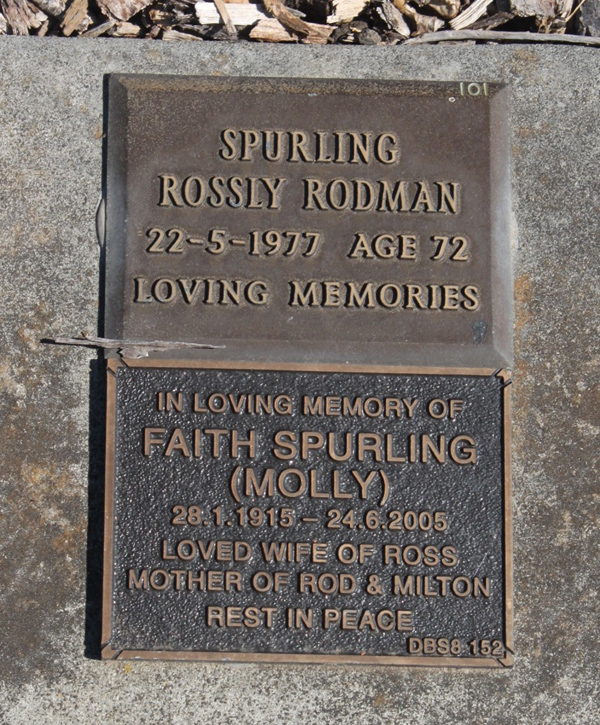 101
SPURLING
ROSSLY RODMAN
22-5-1977 AGE 72
LOVING MEMORIES
IN LOVING MEMORY OF
FAITH SPURLING
(MOLLY)
28.1.1915 – 24.6.2005
LOVED WIFE OF ROSS
MOTHER OF ROD & MILTON
REST IN PEACE
DBS8 152